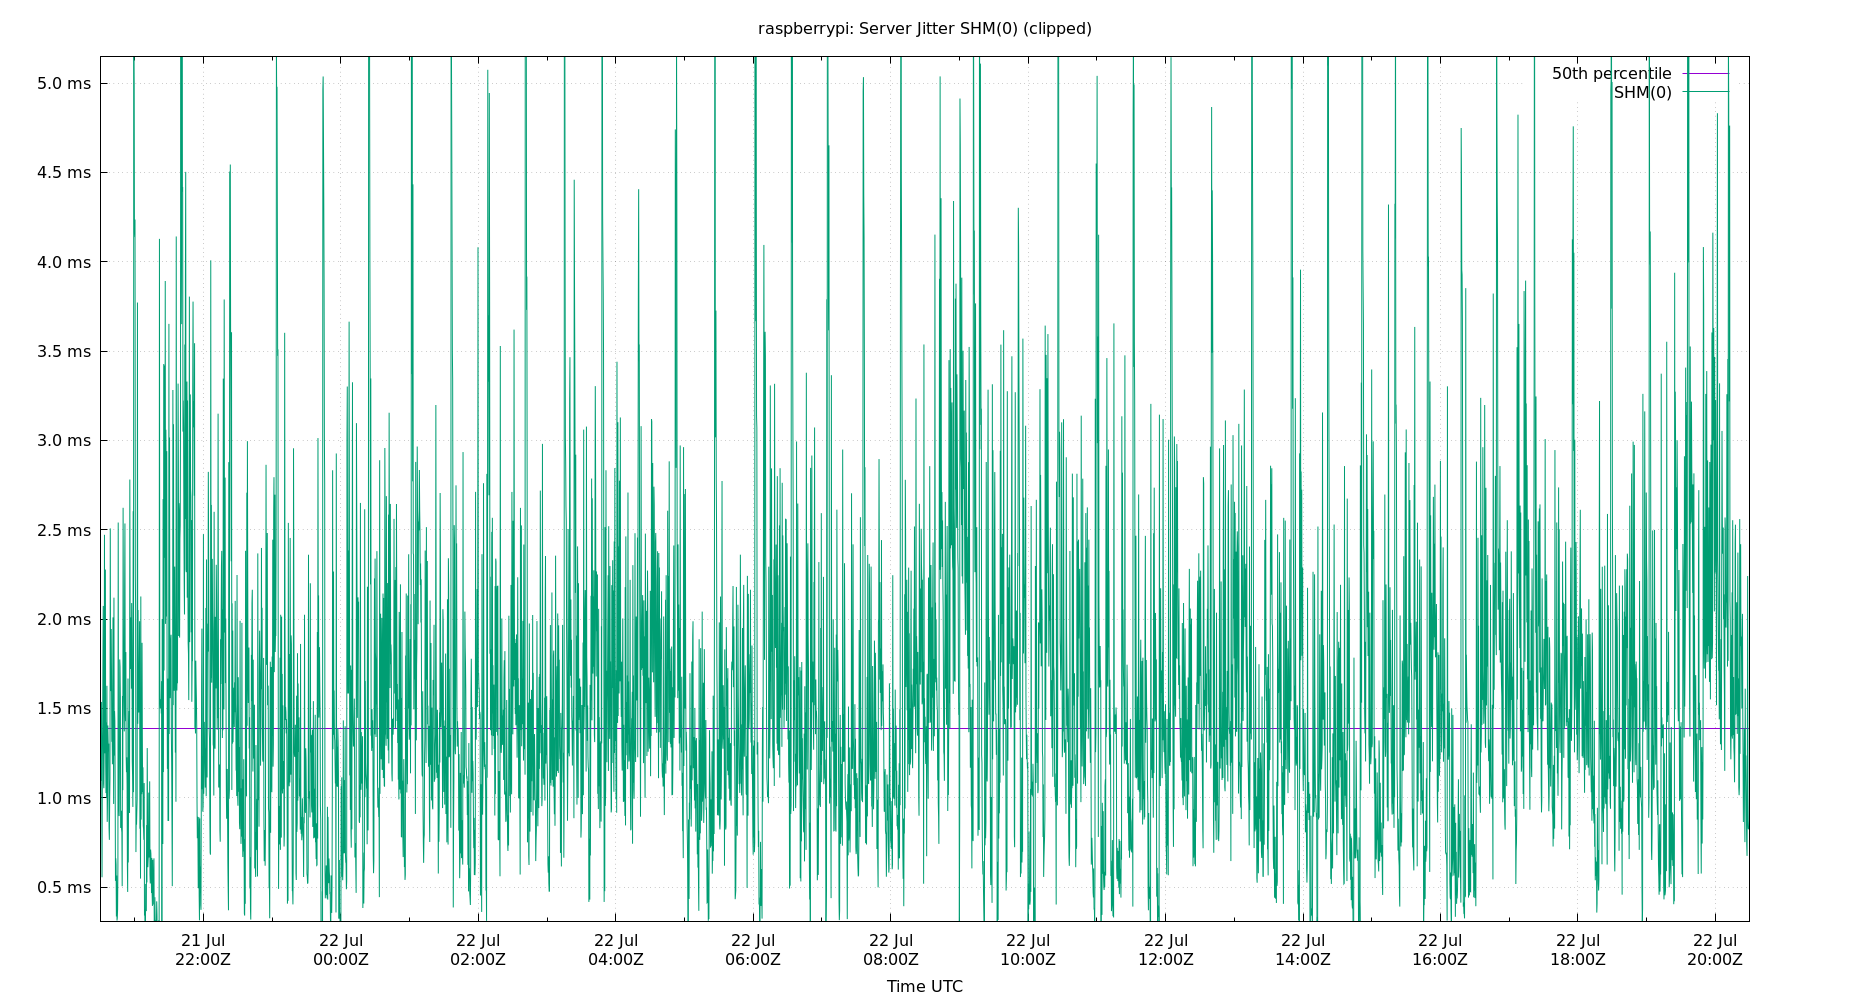 raspberrypi: Server Jitter SHM(0) (clipped)
50th percentile
SHM(0)
5.0 ms
4.5 ms
4.0 ms
3.5 ms
3.0 ms
2.5 ms
2.0 ms
1.5 ms
1.0 ms
0.5 ms
21 Jul 22 Jul 22 Jul 22 Jul 22 Jul 22 Jul 22 Jul 22 Jul 22 Jul 22 Jul 22 Jul 22 Jul
22:00Z 00:00Z 02:00Z 04:00Z 06:00Z 08:00Z 10:00Z 12:00Z 14:00Z 16:00Z 18:00Z 20:00Z
Time UTC